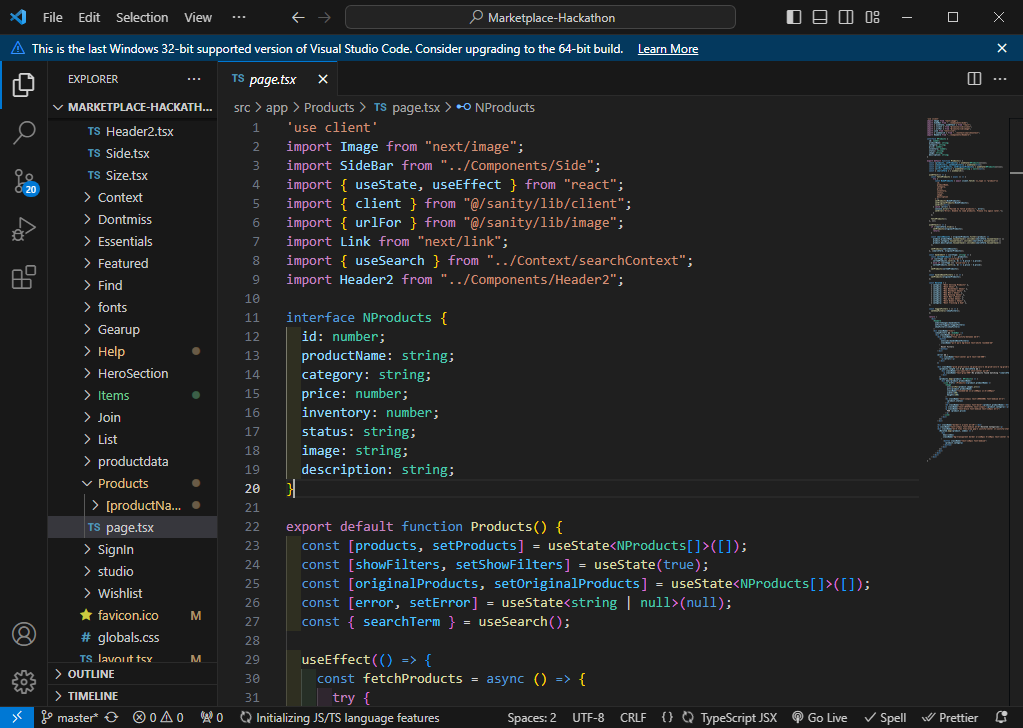 File Edit Selection View ··· Marketplace-Hackathon
This is the last Windows 32-bit supported version of Visual Studio Code. Consider upgrading to the 64-bit build. Learn More
EXPLORER ···
MARKETPLACE-HACKATH...
TS Header2.tsx
TS Side.tsx
TS Size.tsx
Context
Dontmiss
Essentials
Featured
Find
fonts
Gearup
Help
HeroSection
Items
Join
List
productdata
Products
[productNa...
TS page.tsx
SignIn
studio
Wishlist
favicon.ico M
# globals.css
TS layout.tsx M
OUTLINE
TIMELINE
20
TS page.tsx
src > app > Products > TS page.tsx > NProducts
1 'use client'
2 import Image from "next/image";
3 import SideBar from "../Components/Side";
4 import { useState, useEffect } from "react";
5 import { client } from "@/sanity/lib/client";
6 import { urlFor } from "@/sanity/lib/image";
7 import Link from "next/link";
8 import { useSearch } from "../Context/searchContext";
9 import Header2 from "../Components/Header2";
10
11 interface NProducts {
12 id: number;
13 productName: string;
14 category: string;
15 price: number;
16 inventory: number;
17 status: string;
18 image: string;
19 description: string;
20 }
21
22 export default function Products() {
23 const [products, setProducts] = useState<NProducts[]>([]);
24 const [showFilters, setShowFilters] = useState(true);
25 const [originalProducts, setOriginalProducts] = useState<NProducts[]>([]);
26 const [error, setError] = useState<string | null>(null);
27 const { searchTerm } = useSearch();
28
29 useEffect(() => {
30 const fetchProducts = async () => {
31 try {
master* 0 0 0 Initializing JS/TS language features Spaces: 2 UTF-8 CRLF {} TypeScript JSX Go Live Spell Prettier